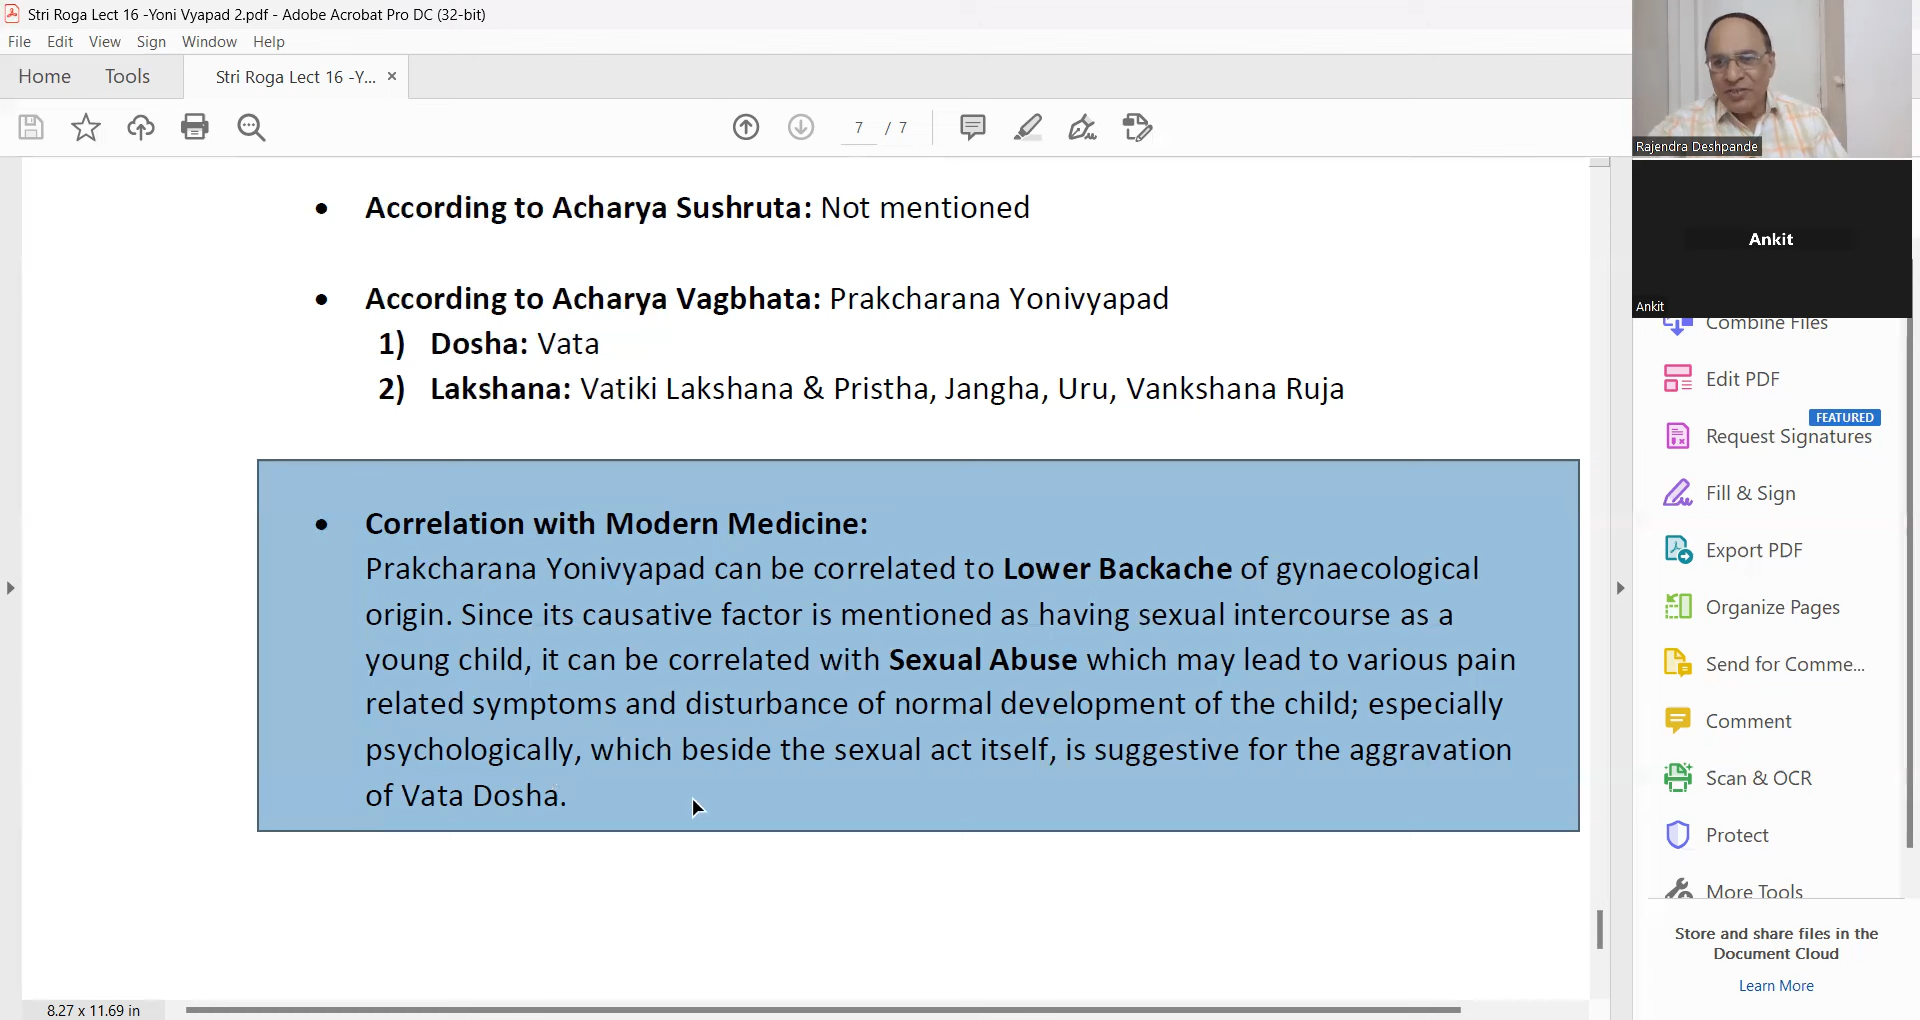 Stri Roga Lect 16 -Yoni Vyapad 2.pdf - Adobe Acrobat Pro DC (32-bit)
File Edit View Sign Window Help
Home Tools Stri Roga Lect 16 -Y... ×
7 / 7
• According to Acharya Sushruta: Not mentioned
• According to Acharya Vagbhata: Prakcharana Yonivyapad
1) Dosha: Vata
2) Lakshana: Vatiki Lakshana & Pristha, Jangha, Uru, Vankshana Ruja
• Correlation with Modern Medicine:
Prakcharana Yonivyapad can be correlated to Lower Backache of gynaecological
origin. Since its causative factor is mentioned as having sexual intercourse as a
young child, it can be correlated with Sexual Abuse which may lead to various pain
related symptoms and disturbance of normal development of the child; especially
psychologically, which beside the sexual act itself, is suggestive for the aggravation
of Vata Dosha.
8.27 x 11.69 in
Rajendra Deshpande
Ankit
Ankit
Combine Files
Edit PDF
FEATURED
Request Signatures
Fill & Sign
Export PDF
Organize Pages
Send for Comme...
Comment
Scan & OCR
Protect
More Tools
Store and share files in the
Document Cloud
Learn More